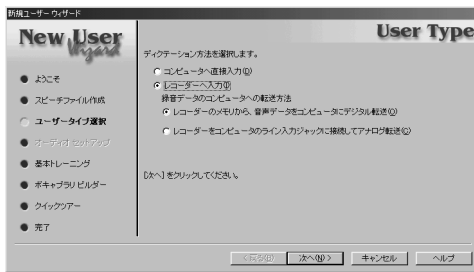 新規ユーザー ウィザード
New User
Wizard
User Type
ようこそ
スピーチファイル作成
ユーザータイプ選択
オーディオ セットアップ
基本トレーニング
ボキャブラリ ビルダー
クイックツアー
完了
ディクテーション方法を選択します。
コンピュータへ直接入力(D)
レコーダーへ入力(I)
録音データのコンピュータへの転送方法
レコーダーのメモリから、音声データをコンピュータにデジタル転送(O)
レコーダーをコンピュータのライン入力ジャックに接続してアナログ転送(C)
[次へ] をクリックしてください。
< 戻る(B)
次へ(N) >
キャンセル
ヘルプ